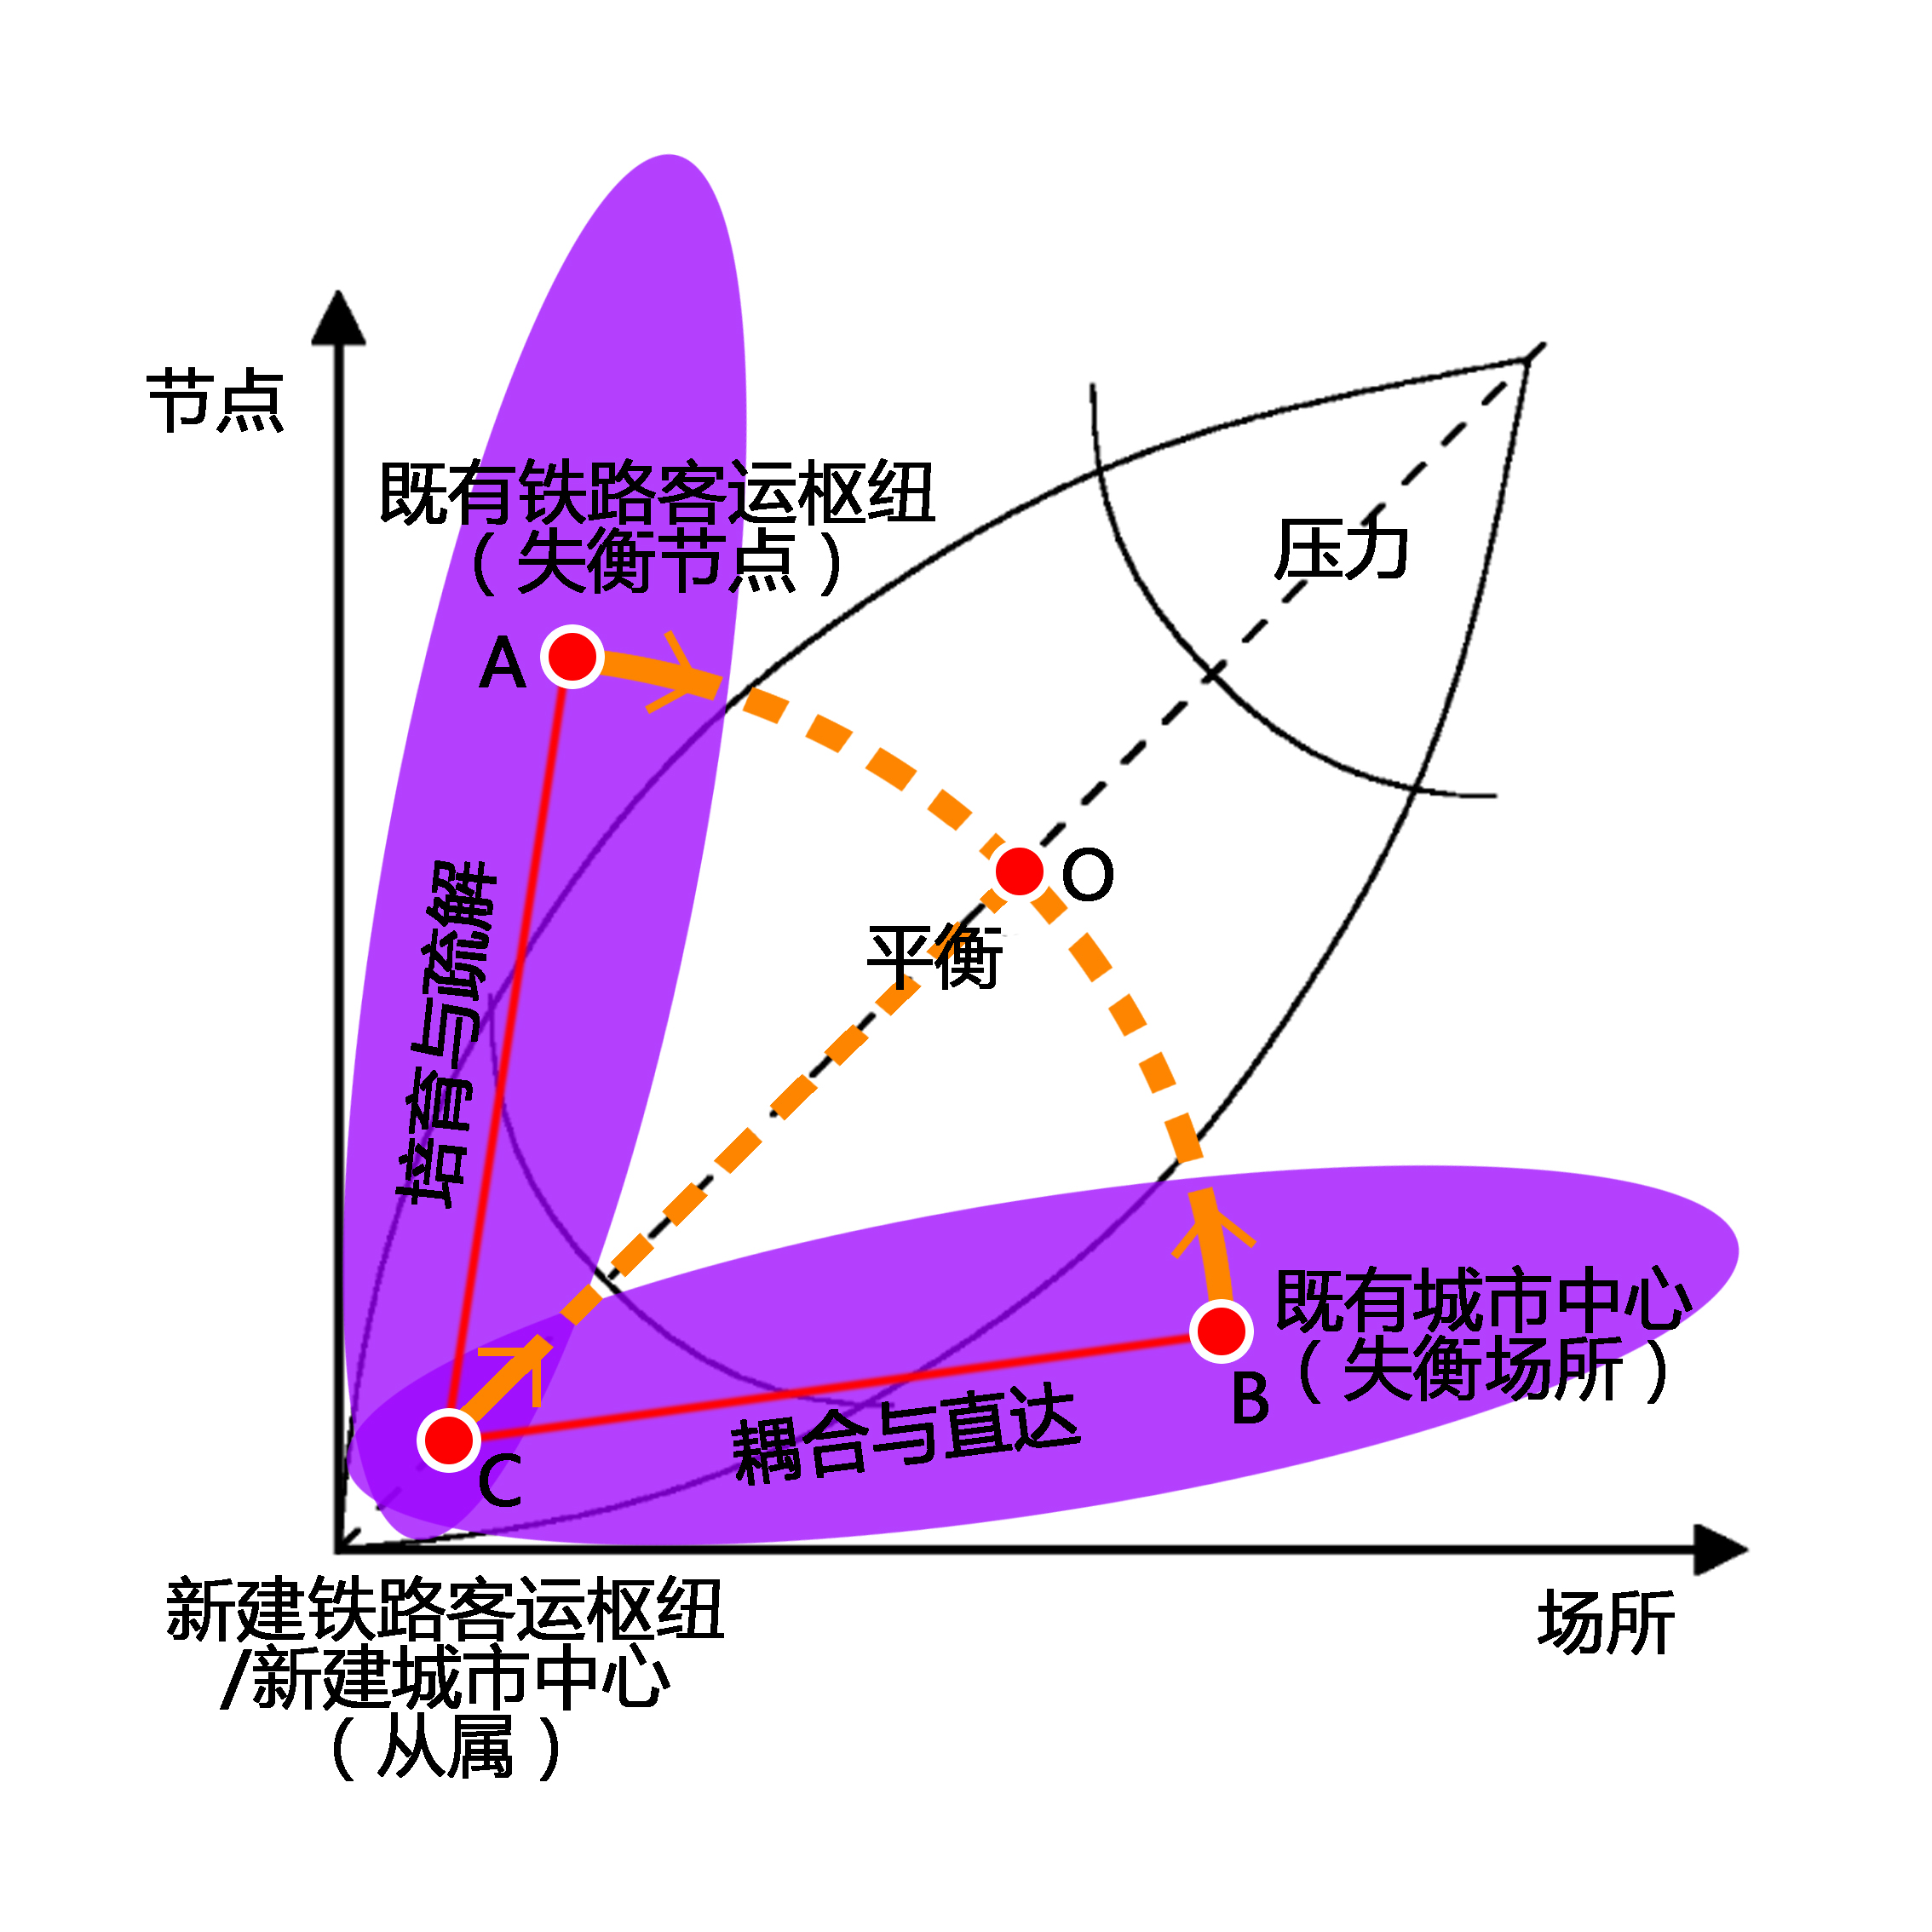 节点
既有铁路客运枢纽
（失衡节点）
A
压力
O
平衡
培育与疏解
既有城市中心
（失衡场所）
B
耦合与直达
C
新建铁路客运枢纽
/新建城市中心
（从属）
场所